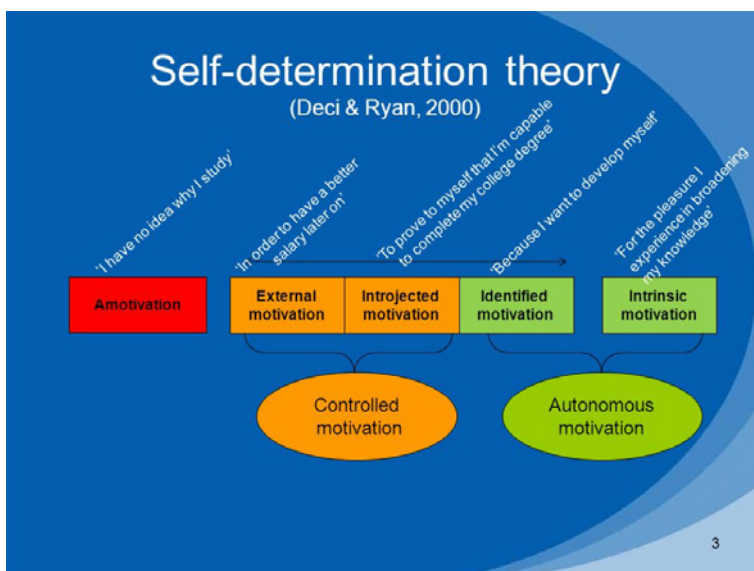 Self-determination theory
(Deci & Ryan, 2000)
'I have no idea why I study'
'In order to have a better
salary later on'
'To prove to myself that I'm capable
to complete my college degree'
'Because I want to develop myself'
'For the pleasure I
experience in broadening
my knowledge'
Amotivation
External
motivation
Introjected
motivation
Identified
motivation
Intrinsic
motivation
Controlled
motivation
Autonomous
motivation
3